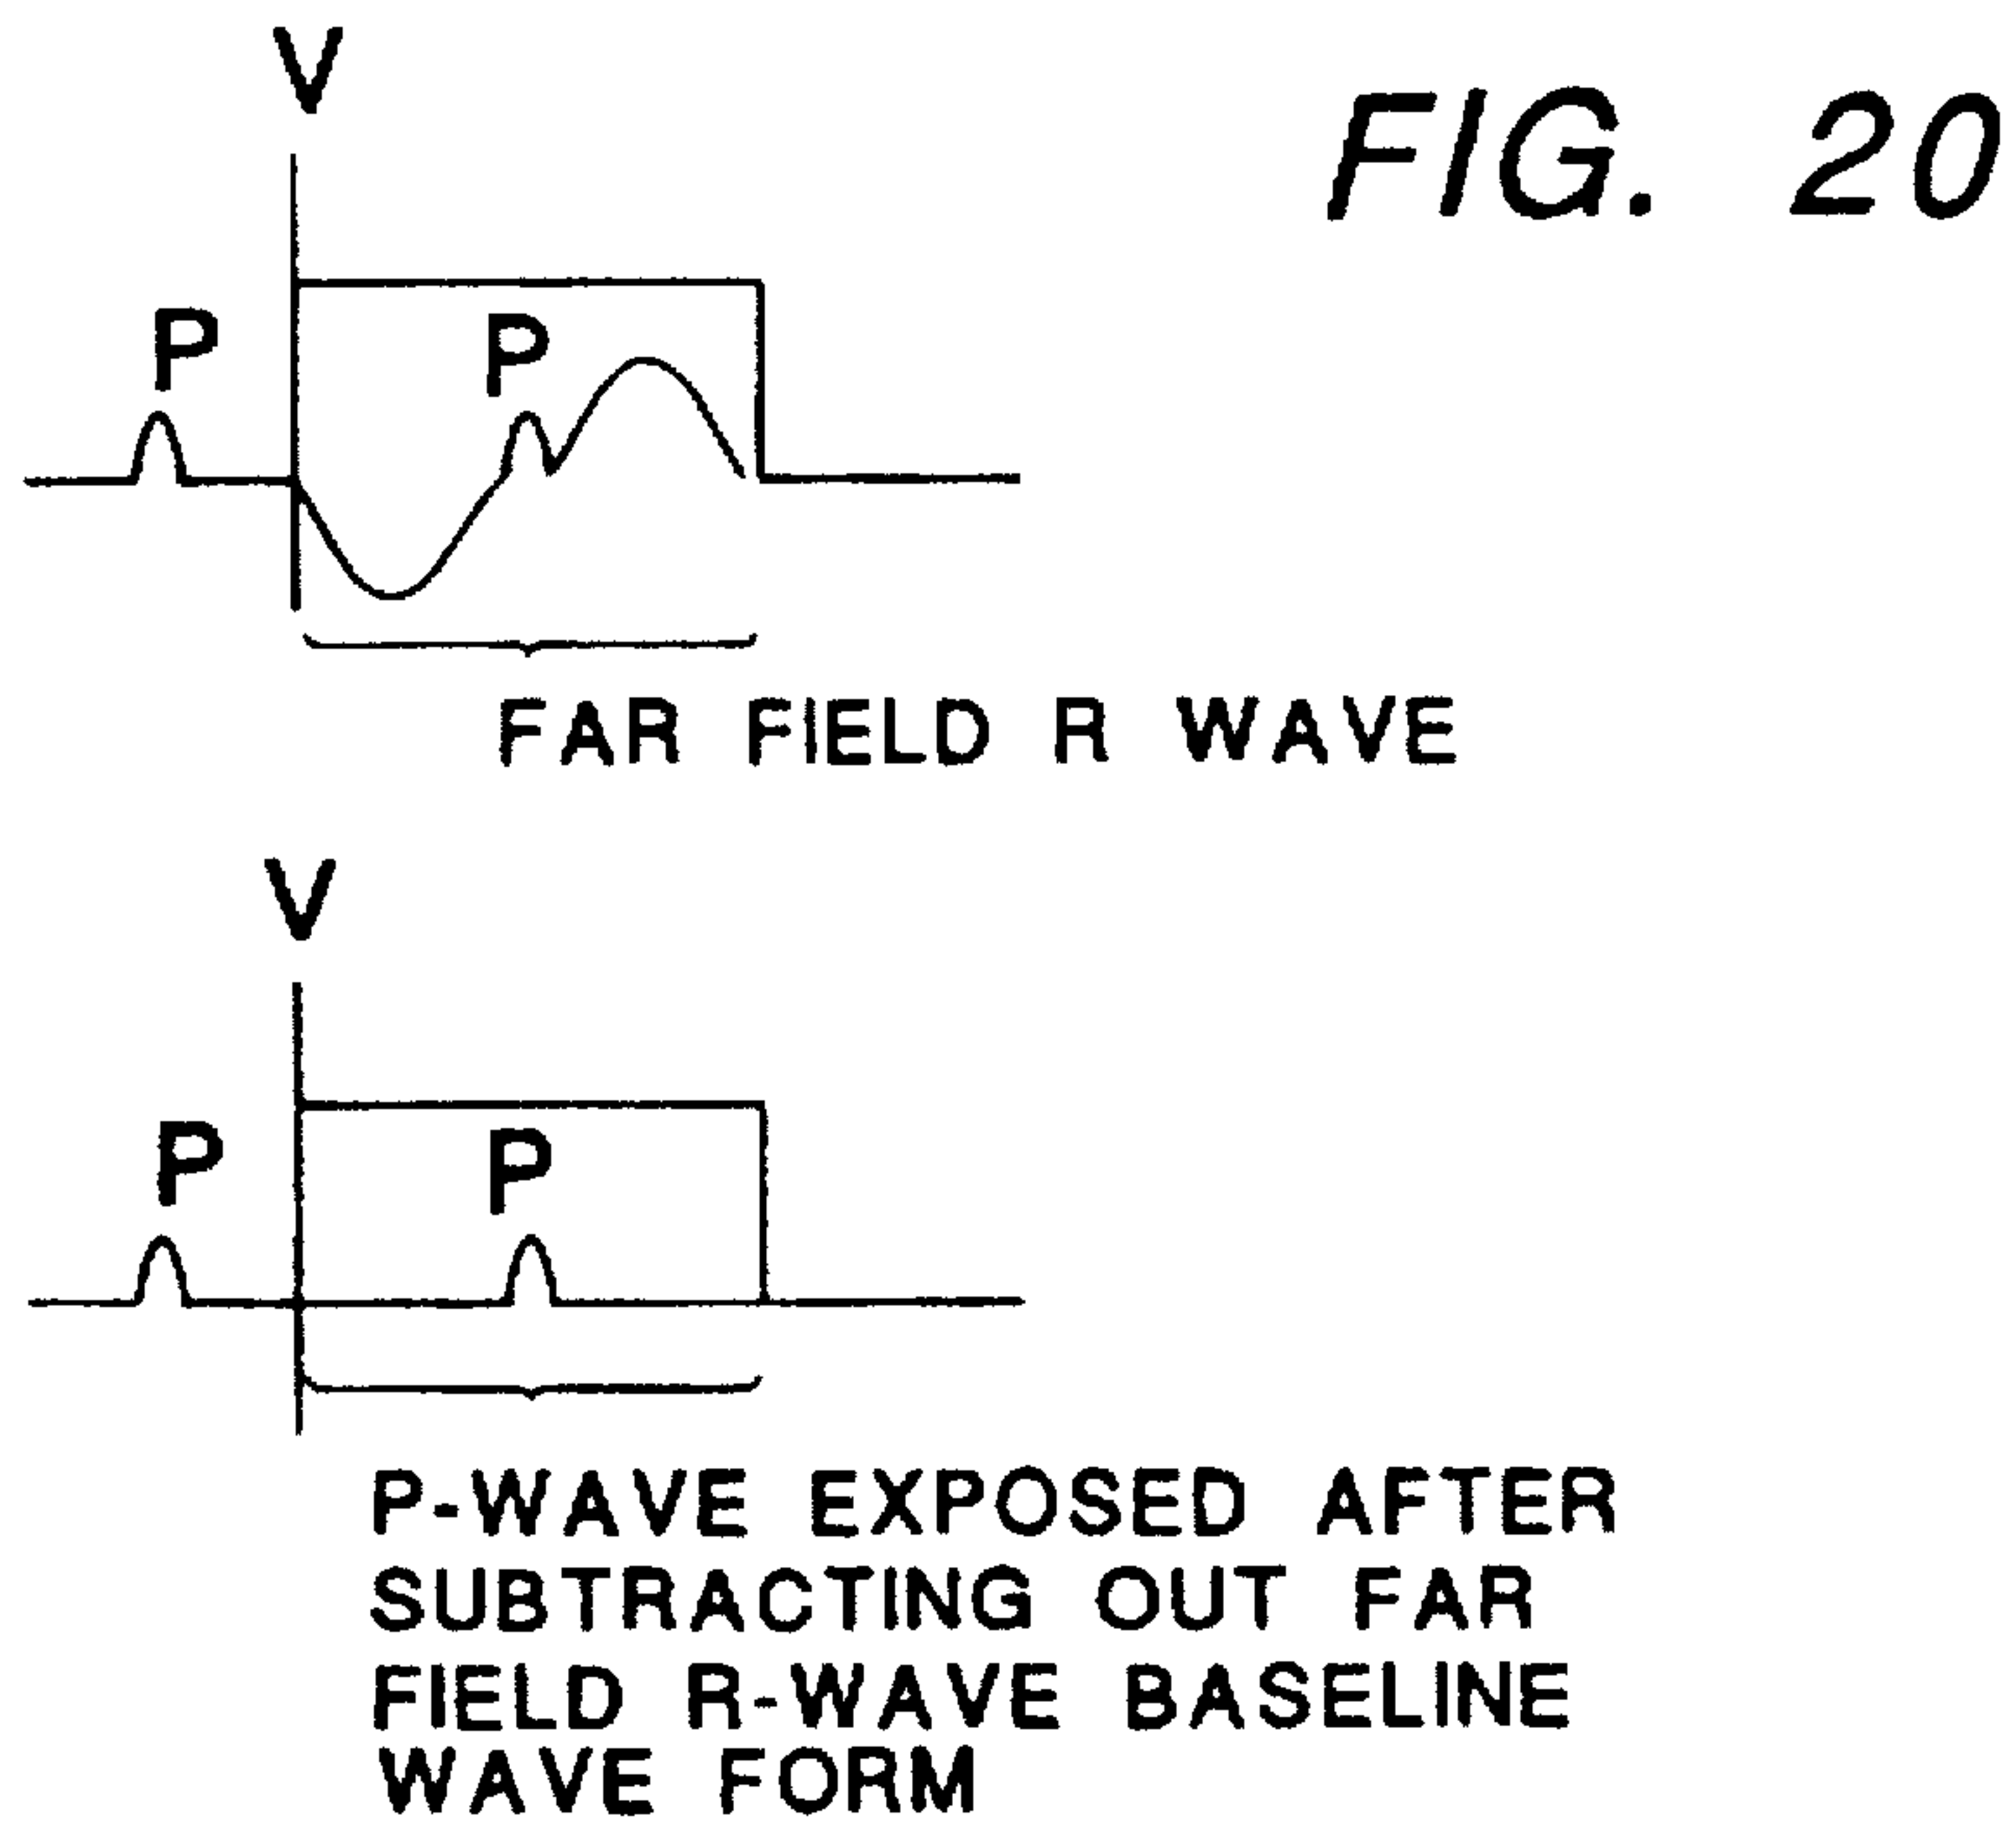 V
FIG. 20
P
P
FAR FIELD R WAVE
V
P
P
P-WAVE EXPOSED AFTER
SUBTRACTING OUT FAR
FIELD R-WAVE BASELINE
WAVE FORM